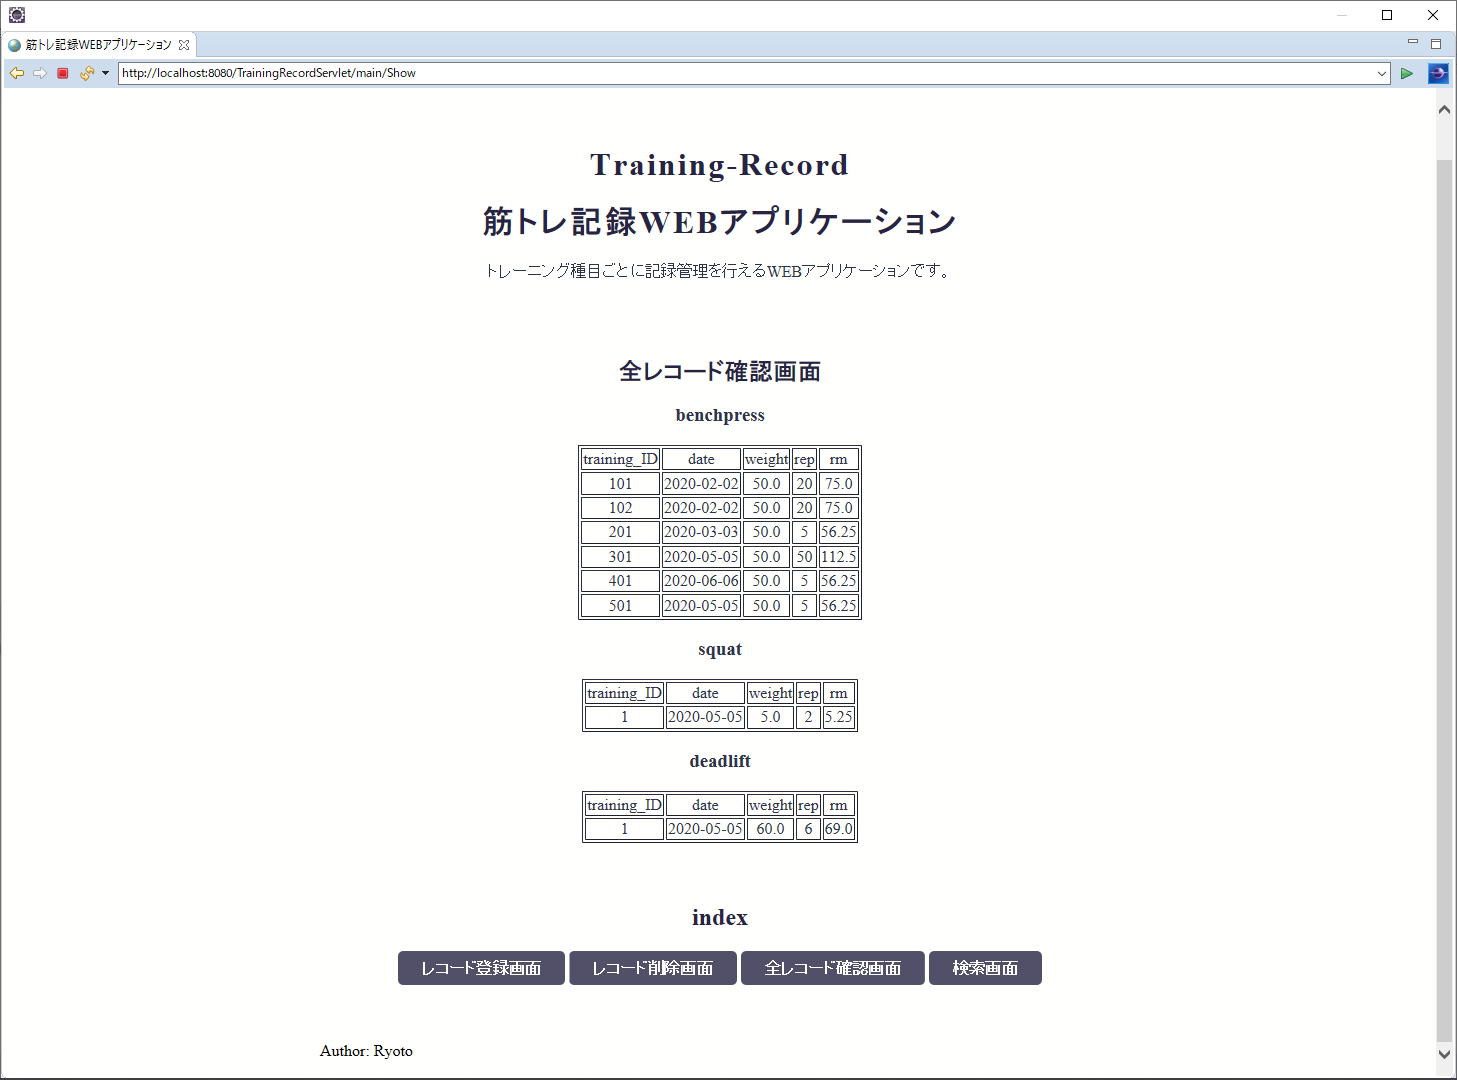 筋トレ記録WEBアプリケーション
http://localhost:8080/TrainingRecordServlet/main/Show
Training-Record
筋トレ記録WEBアプリケーション
トレーニング種目ごとに記録管理を行えるWEBアプリケーションです。
全レコード確認画面
benchpress
training_ID date weight rep rm
101 2020-02-02 50.0 20 75.0
102 2020-02-02 50.0 20 75.0
201 2020-03-03 50.0 5 56.25
301 2020-05-05 50.0 50 112.5
401 2020-06-06 50.0 5 56.25
501 2020-05-05 50.0 5 56.25
squat
training_ID date weight rep rm
1 2020-05-05 5.0 2 5.25
deadlift
training_ID date weight rep rm
1 2020-05-05 60.0 6 69.0
index
レコード登録画面 レコード削除画面 全レコード確認画面 検索画面
Author: Ryoto